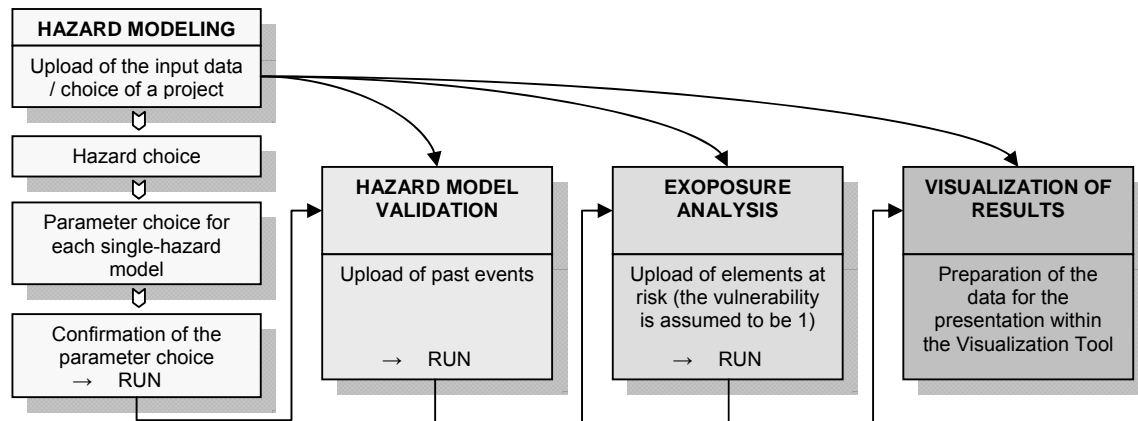 HAZARD MODELING
Upload of the input data
/ choice of a project
Hazard choice
Parameter choice for
each single-hazard
model
Confirmation of the
parameter choice
→ RUN
HAZARD MODEL
VALIDATION
Upload of past events
→ RUN
EXOPOSURE
ANALYSIS
Upload of elements at
risk (the vulnerability
is assumed to be 1)
→ RUN
VISUALIZATION OF
RESULTS
Preparation of the
data for the
presentation within
the Visualization Tool